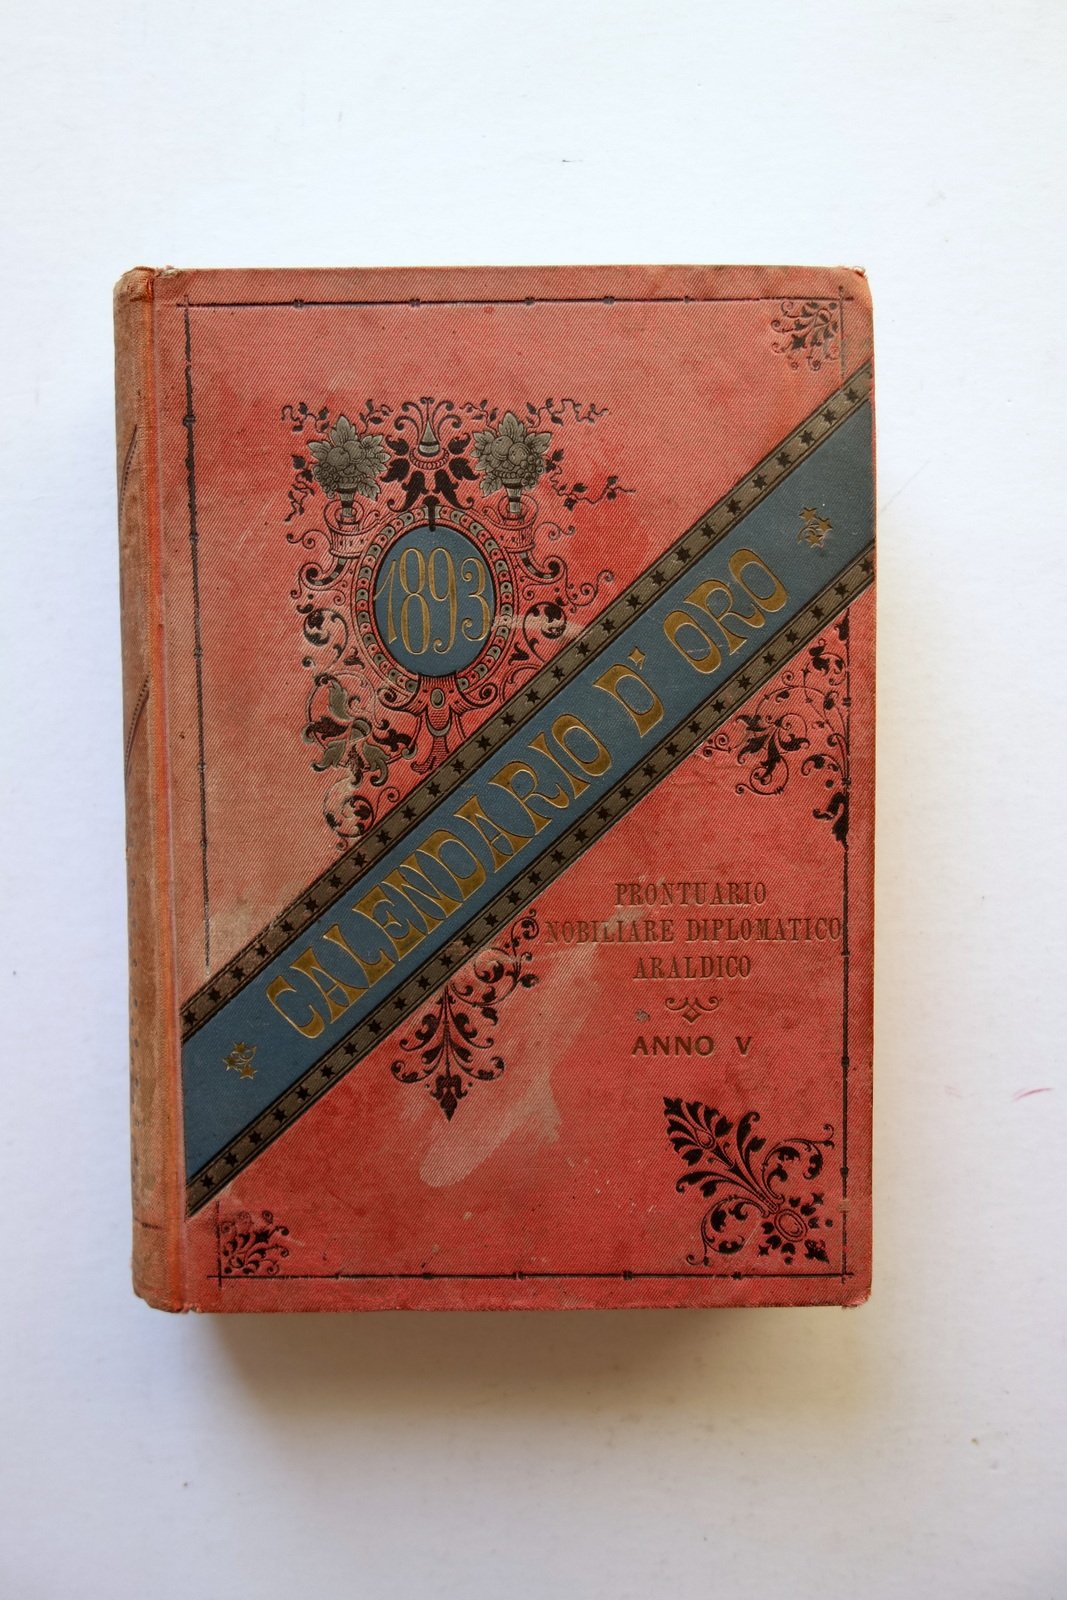 1893
CALENDARIO D' ORO
PRONTUARIO
NOBILIARE DIPLOMATICO
ARALDICO
ANNO V